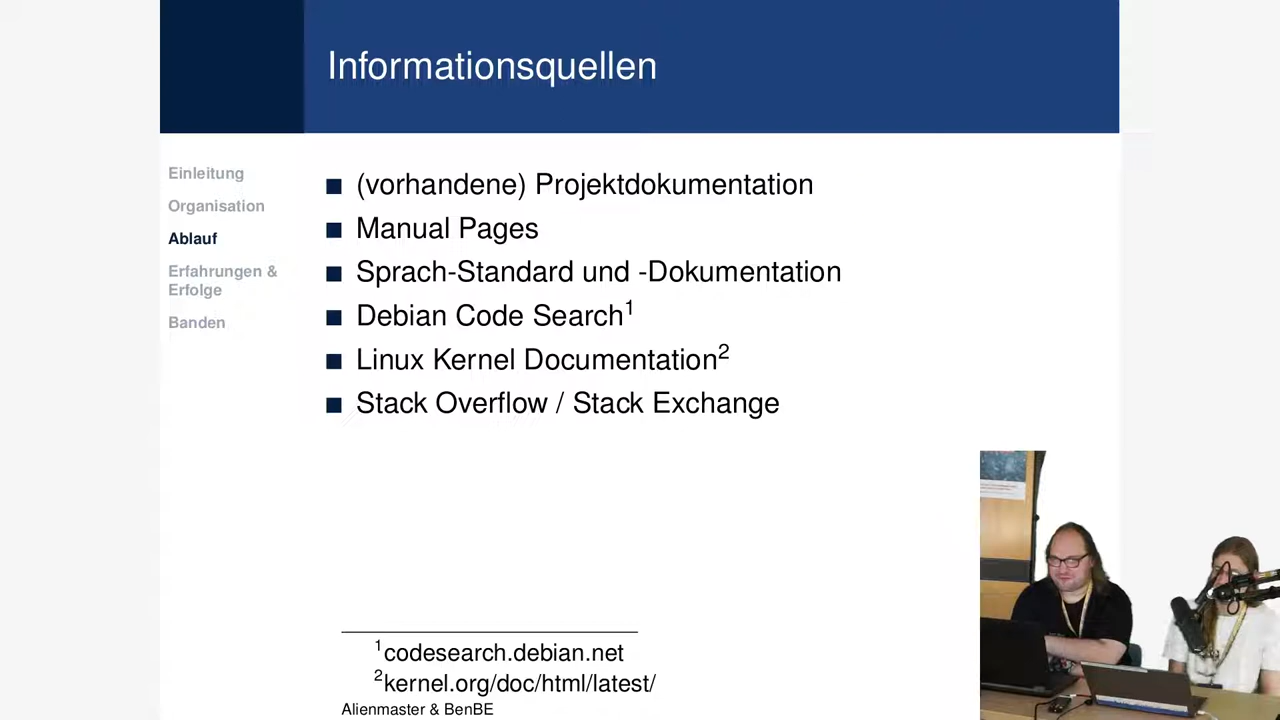 Informationsquellen
Einleitung
Organisation
Ablauf
Erfahrungen &
Erfolge
Banden
(vorhandene) Projektdokumentation
Manual Pages
Sprach-Standard und -Dokumentation
Debian Code Search1
Linux Kernel Documentation2
Stack Overflow / Stack Exchange
1codesearch.debian.net
2kernel.org/doc/html/latest/
Alienmaster & BenBE